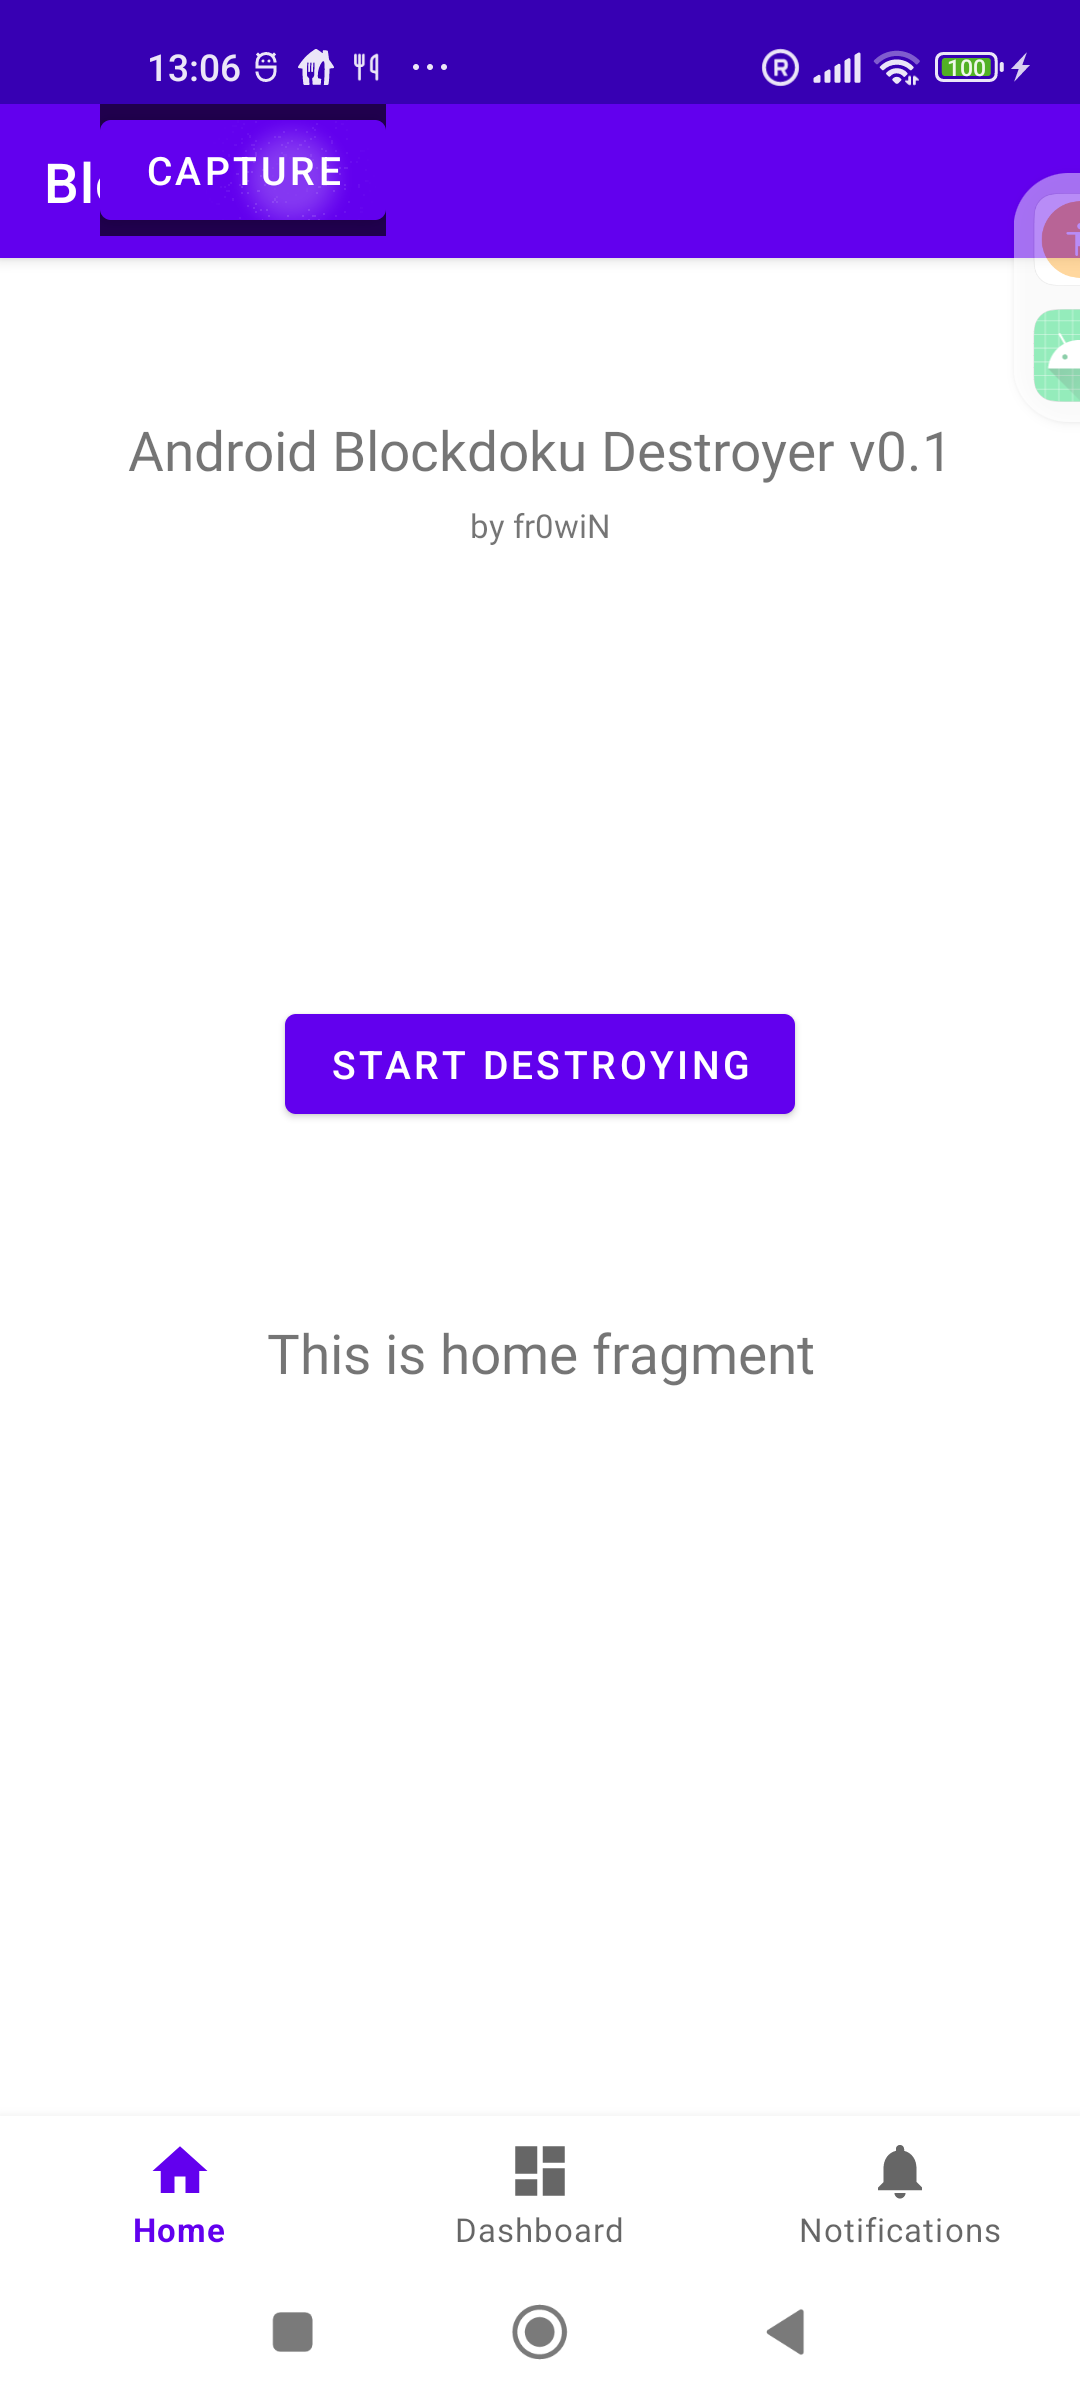 13:06
R
100
CAPTURE
Android Blockdoku Destroyer v0.1
by fr0wiN
START DESTROYING
This is home fragment
Home
Dashboard
Notifications